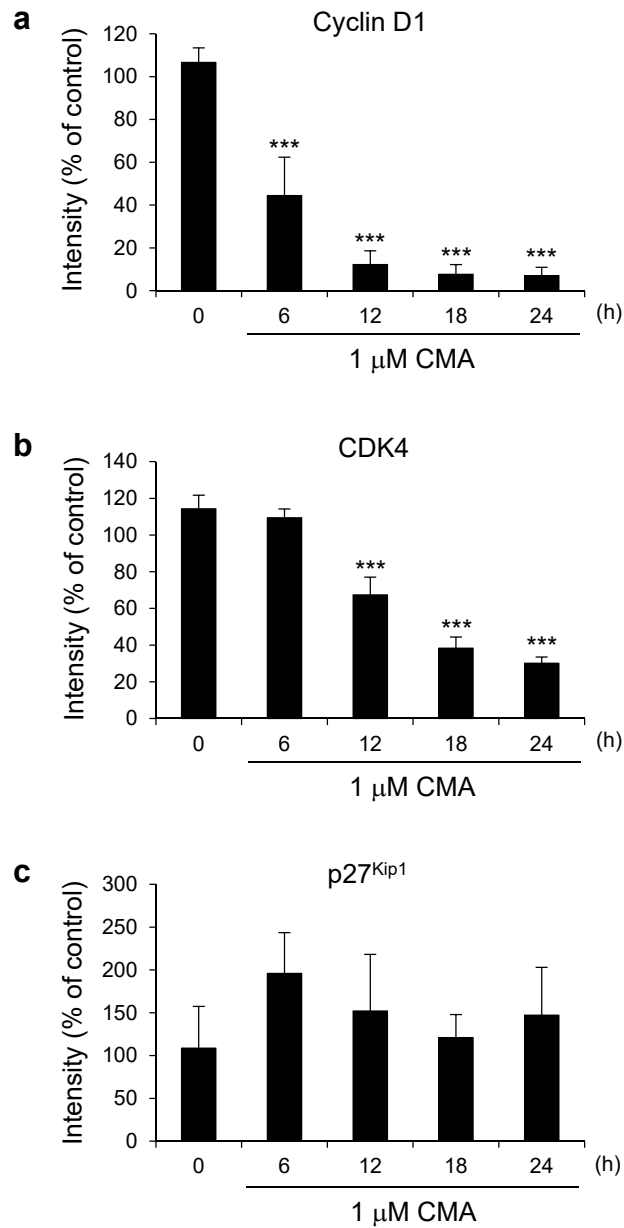 a
Cyclin D1
Intensity (% of control)
120
100
80
60
40
20
0
***
***
***
***
0 6 12 18 24 (h)
1 μM CMA
b
CDK4
Intensity (% of control)
140
120
100
80
60
40
20
0
***
***
***
0 6 12 18 24 (h)
1 μM CMA
c
p27Kip1
Intensity (% of control)
300
250
200
150
100
50
0
0 6 12 18 24 (h)
1 μM CMA